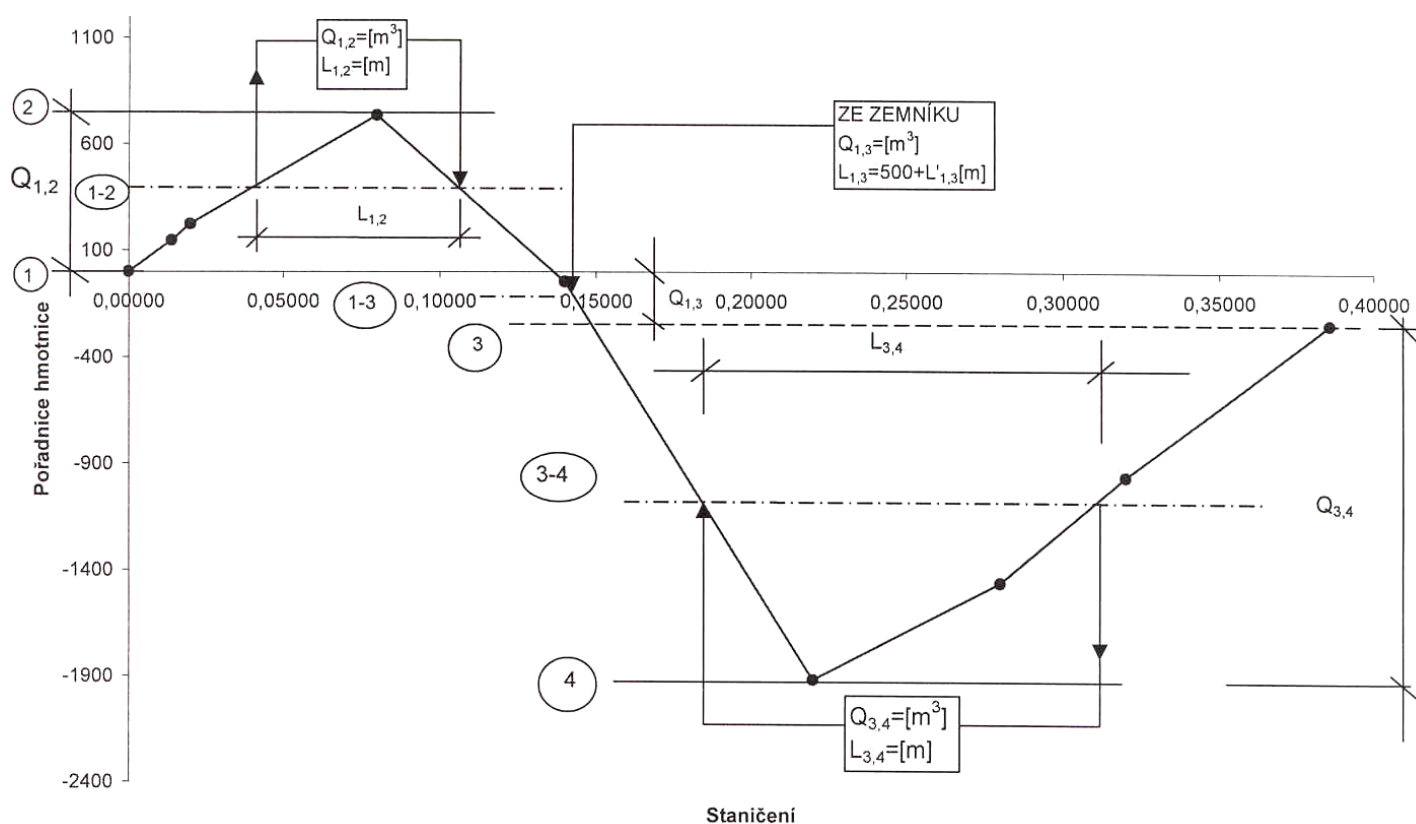 1100
Q1,2=[m³]
L1,2=[m]
2
ZE ZEMNÍKU
Q1,3=[m³]
L1,3=500+L'1,3[m]
600
Q1,2
1-2
L1,2
100
1
0,00000
0,05000
1-3
0,10000
0,15000
Q1,3
0,20000
0,25000
0,30000
0,35000
0,40000
3
L3,4
-400
-900
3-4
Q3,4
-1400
-1900
4
Q3,4=[m³]
L3,4=[m]
-2400
Pořadnice hmotnice
Staničení